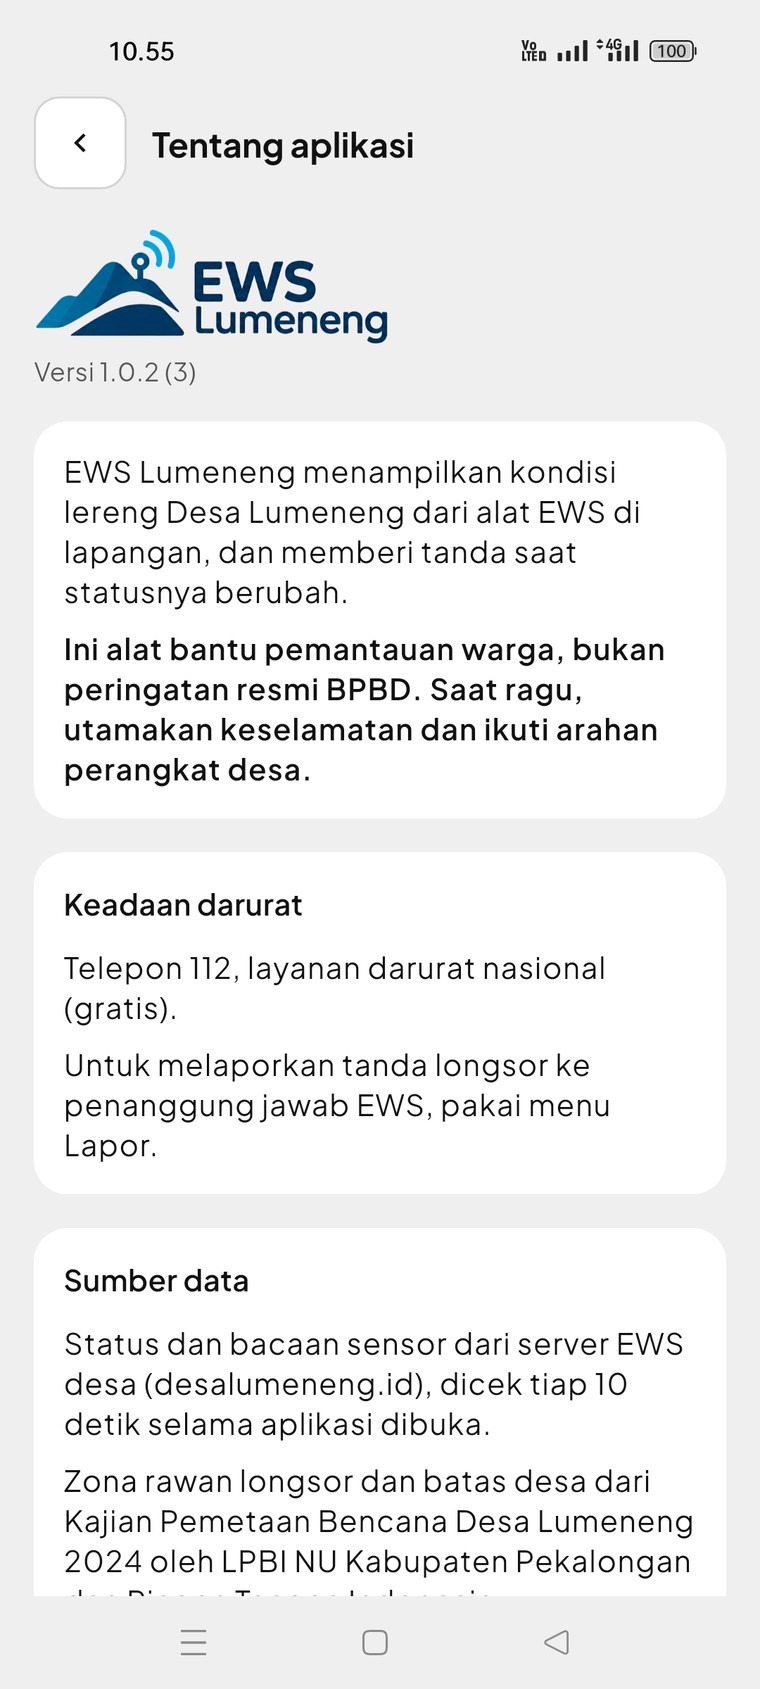 10.55
Vo LTE D
4G
100
Tentang aplikasi
EWS
Lumeneng
Versi 1.0.2 (3)
EWS Lumeneng menampilkan kondisi
lereng Desa Lumeneng dari alat EWS di
lapangan, dan memberi tanda saat
statusnya berubah.
Ini alat bantu pemantauan warga, bukan
peringatan resmi BPBD. Saat ragu,
utamakan keselamatan dan ikuti arahan
perangkat desa.
Keadaan darurat
Telepon 112, layanan darurat nasional
(gratis).
Untuk melaporkan tanda longsor ke
penanggung jawab EWS, pakai menu
Lapor.
Sumber data
Status dan bacaan sensor dari server EWS
desa (desalumeneng.id), dicek tiap 10
detik selama aplikasi dibuka.
Zona rawan longsor dan batas desa dari
Kajian Pemetaan Bencana Desa Lumeneng
2024 oleh LPBI NU Kabupaten Pekalongan